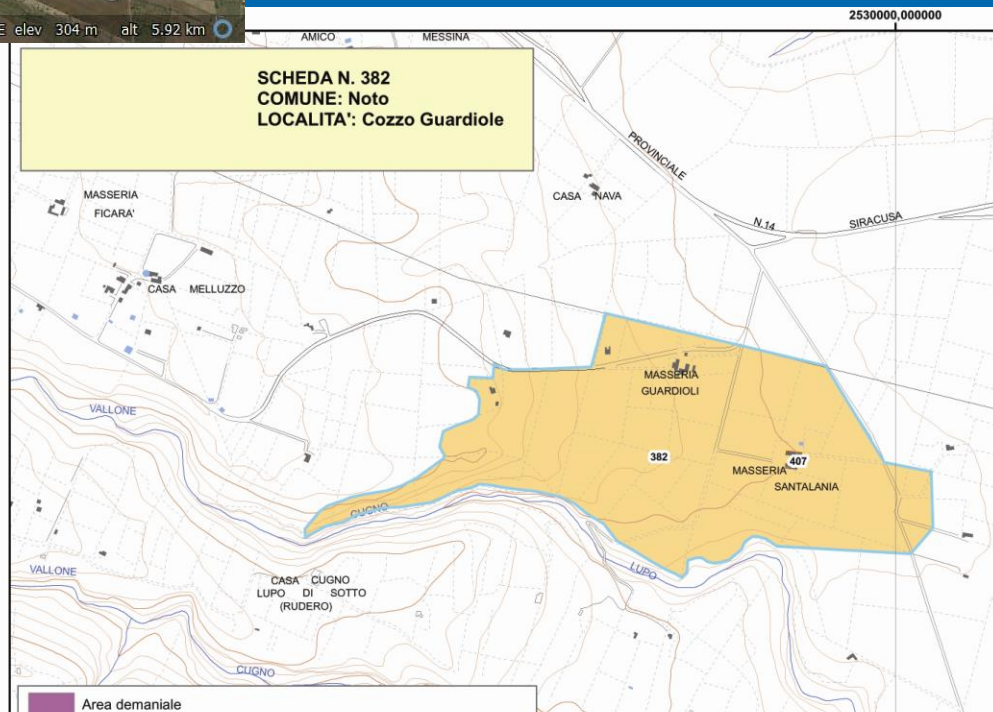 E elev 304 m alt 5.92 km
2530000,000000
AMICO MESSINA
SCHEDA N. 382
COMUNE: Noto
LOCALITA': Cozzo Guardiole
PROVINCIALE
MASSERIA
FICARA'
CASA NAVA
N.14
SIRACUSA
CASA MELLUZZO
MASSERIA
GUARDIOLI
VALLONE
382
407
MASSERIA
SANTALANIA
CUGNO
VALLONE
LUPO
CASA CUGNO
LUPO DI SOTTO
(RUDERO)
CUGNO
Area demaniale